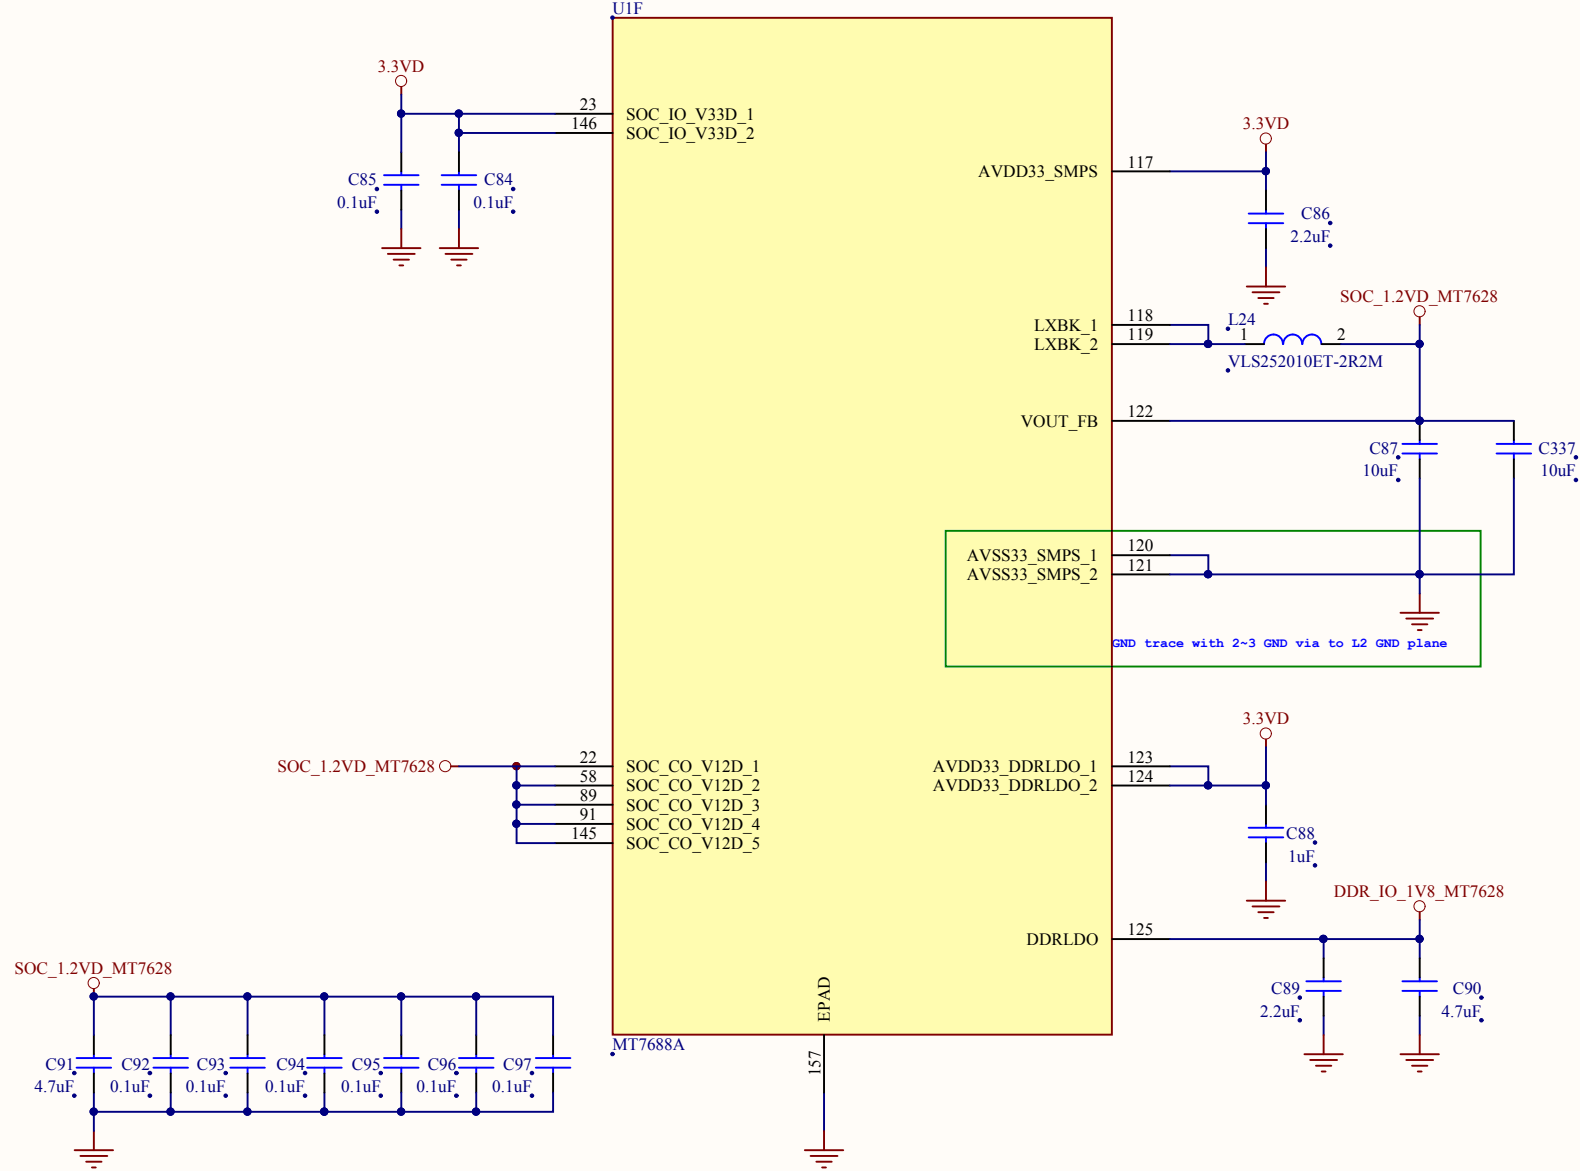 U1F
3.3VD
23
SOC_IO_V33D_1
146
SOC_IO_V33D_2
C85
0.1uF
C84
0.1uF
3.3VD
AVDD33_SMPS
117
C86
2.2uF
SOC_1.2VD_MT7628
LXBK_1
118
LXBK_2
119
L24
1
2
VLS252010ET-2R2M
VOUT_FB
122
C87
10uF
C337
10uF
AVSS33_SMPS_1
120
AVSS33_SMPS_2
121
GND trace with 2~3 GND via to L2 GND plane
3.3VD
SOC_1.2VD_MT7628
22
SOC_CO_V12D_1
58
SOC_CO_V12D_2
89
SOC_CO_V12D_3
91
SOC_CO_V12D_4
145
SOC_CO_V12D_5
AVDD33_DDRLDO_1
123
AVDD33_DDRLDO_2
124
C88
1uF
DDR_IO_1V8_MT7628
DDRLDO
125
C89
2.2uF
C90
4.7uF
SOC_1.2VD_MT7628
C91
4.7uF
C92
0.1uF
C93
0.1uF
C94
0.1uF
C95
0.1uF
C96
0.1uF
C97
0.1uF
EPAD
157
MT7688A